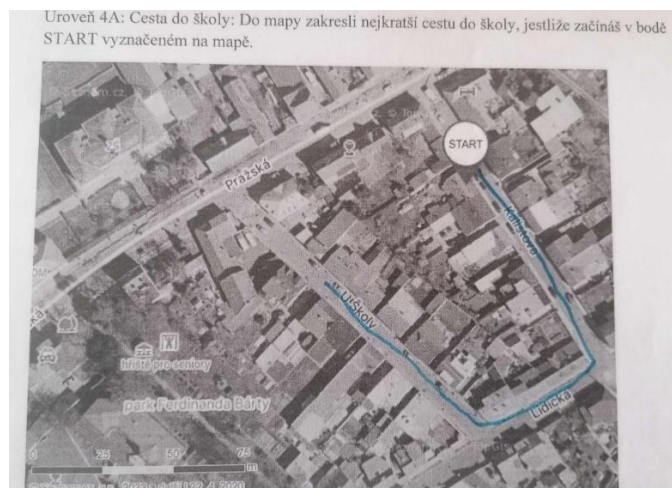 Úroveň 4A: Cesta do školy: Do mapy zakresli nejkratší cestu do školy, jestliže začínáš v bodě
START vyznačeném na mapě.
START
Pražská
Kalistova
U Školy
Lidická
hřiště pro seniory
park Ferdinanda Bárty
0 25 50 75
m